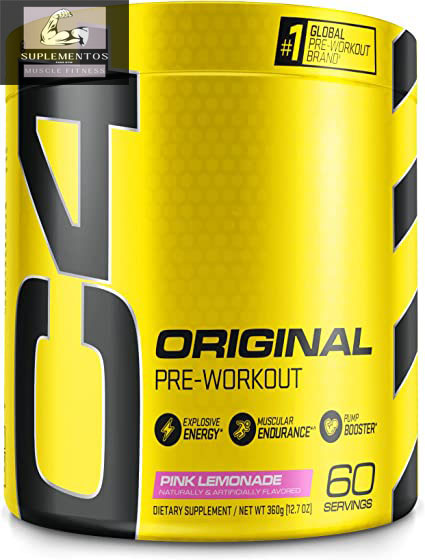 SUPLEMENTOS
MUSCLE FITNESS
#1
GLOBAL
PRE-WORKOUT
BRAND*
C4
ORIGINAL
PRE-WORKOUT
EXPLOSIVE
ENERGY*
MUSCULAR
ENDURANCE*^
PUMP
BOOSTER*
PINK LEMONADE
NATURALLY & ARTIFICIALLY FLAVORED
60
SERVINGS
DIETARY SUPPLEMENT / NET WT 360g (12.7 OZ)